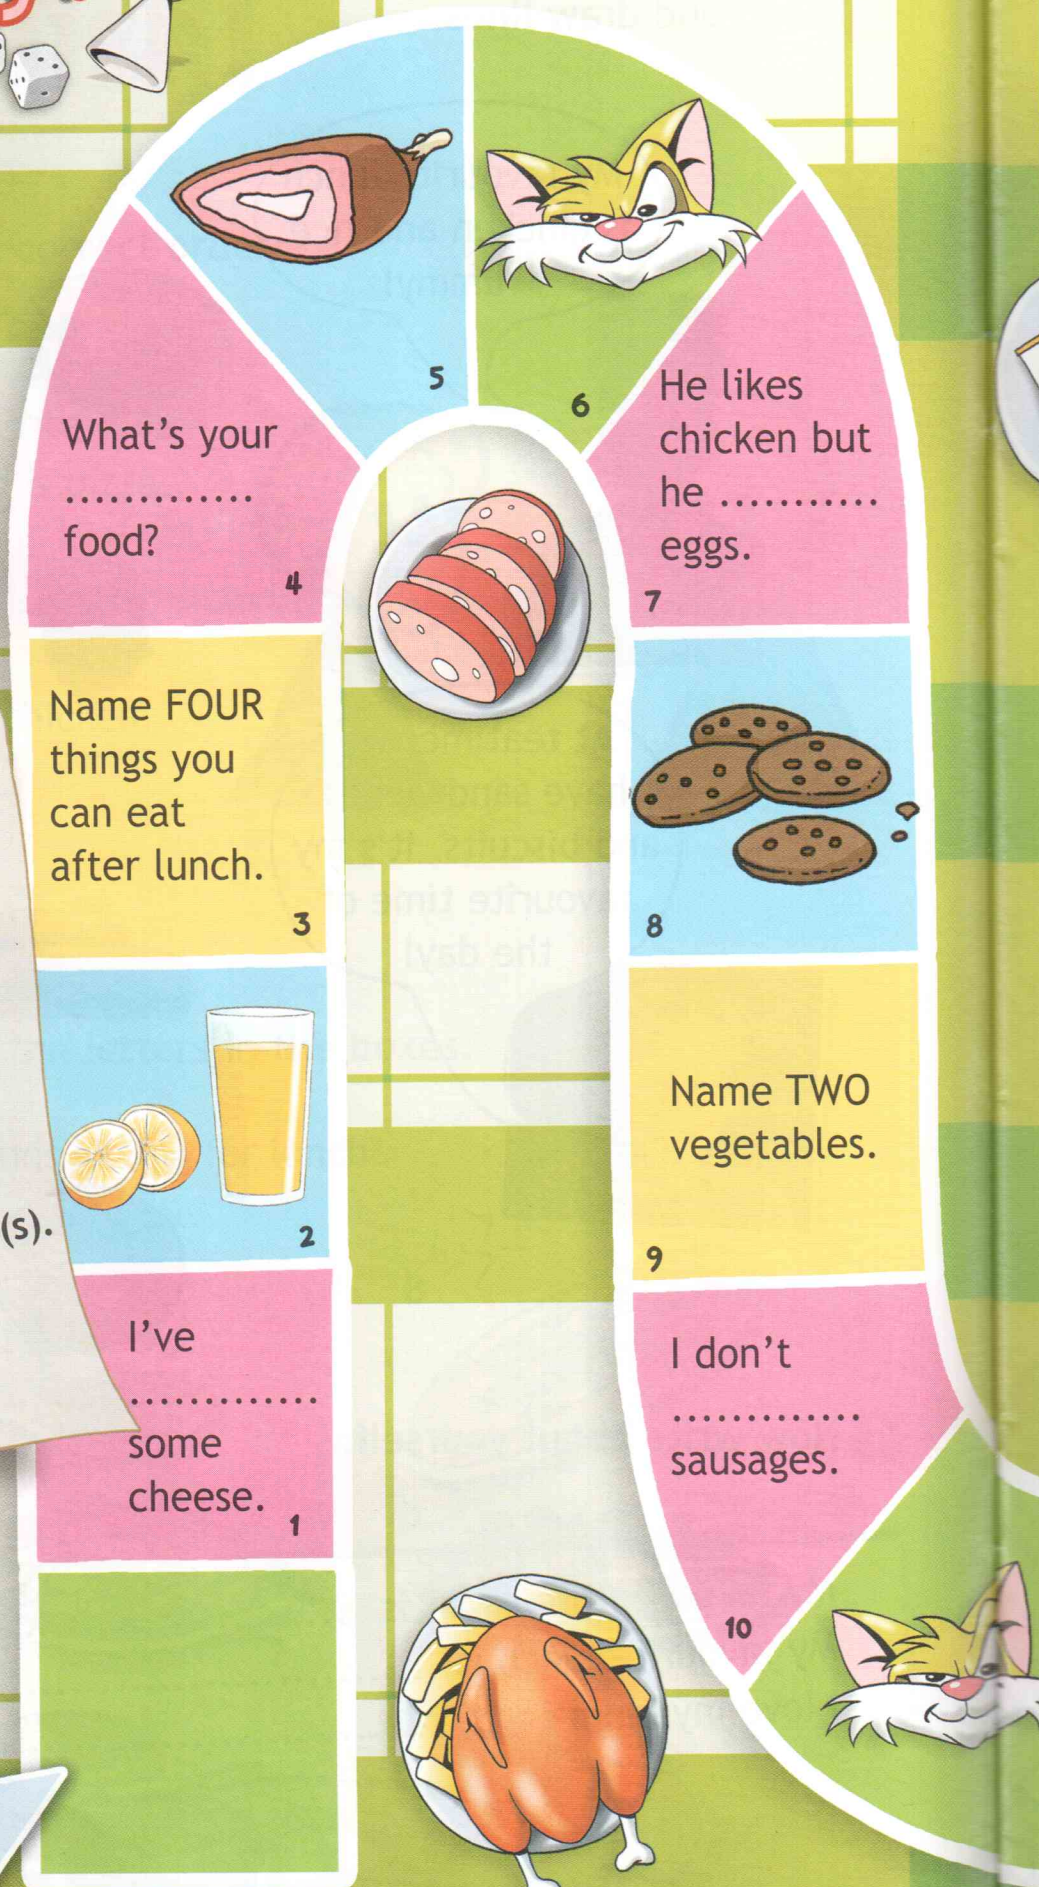 What's your
.............
food?
4
5
6
He likes
chicken but
he ...........
eggs.
7
Name FOUR
things you
can eat
after lunch.
3
8
2
Name TWO
vegetables.
9
(s).
I've
.............
some
cheese.
1
I don't
.............
sausages.
10